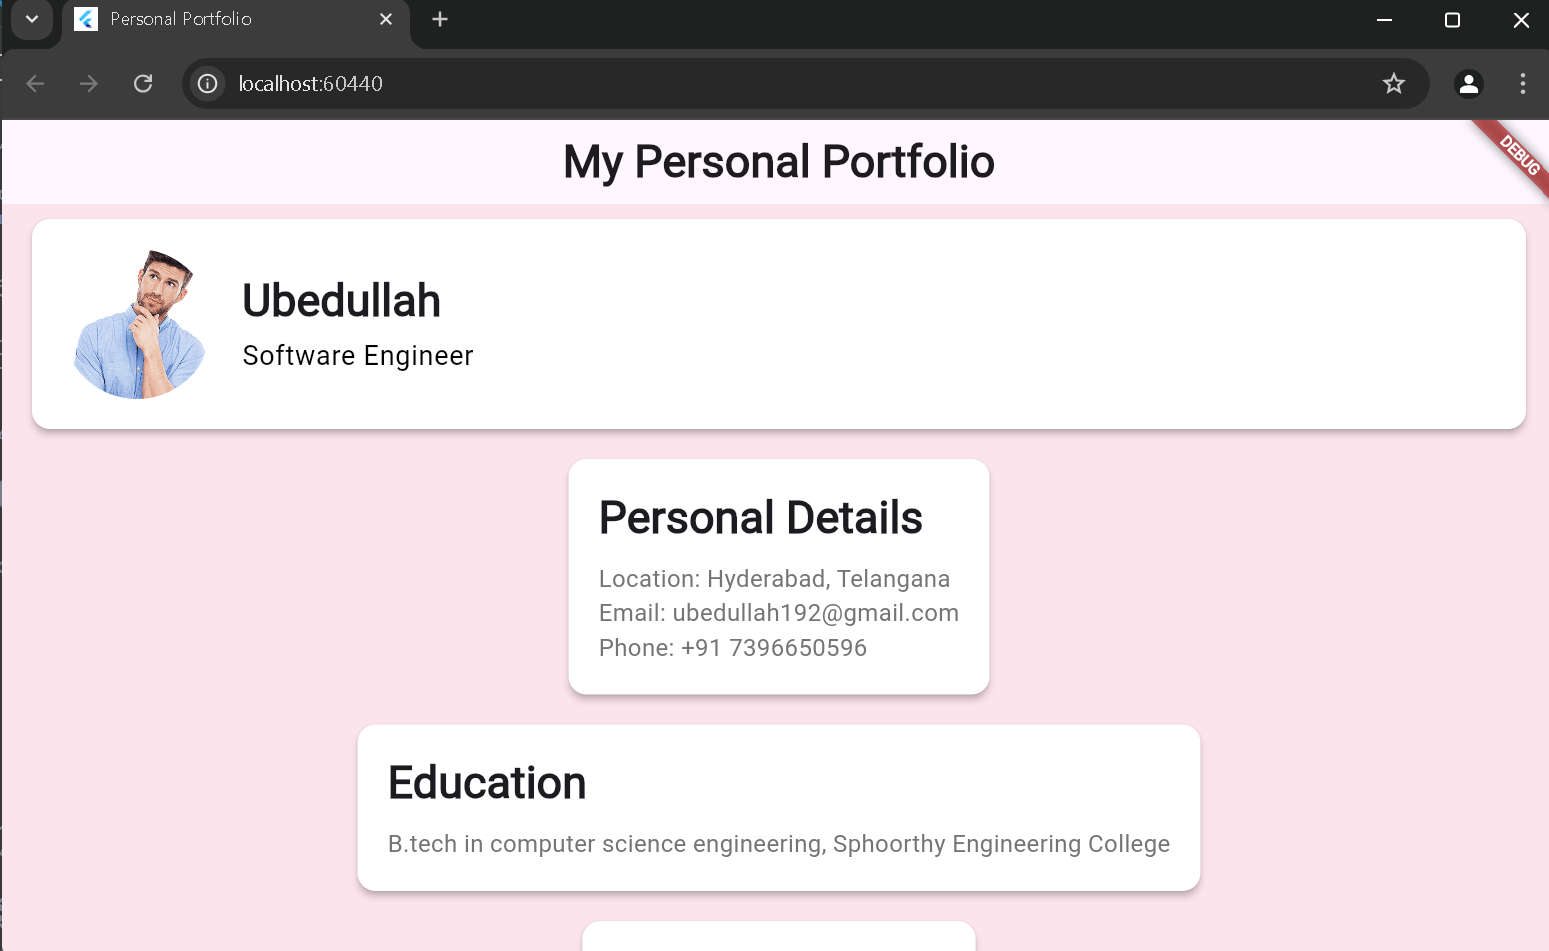 Personal Portfolio
localhost:60440
My Personal Portfolio
DEBUG
Ubedullah
Software Engineer
Personal Details
Location: Hyderabad, Telangana
Email: ubedullah192@gmail.com
Phone: +91 7396650596
Education
B.tech in computer science engineering, Sphoorthy Engineering College